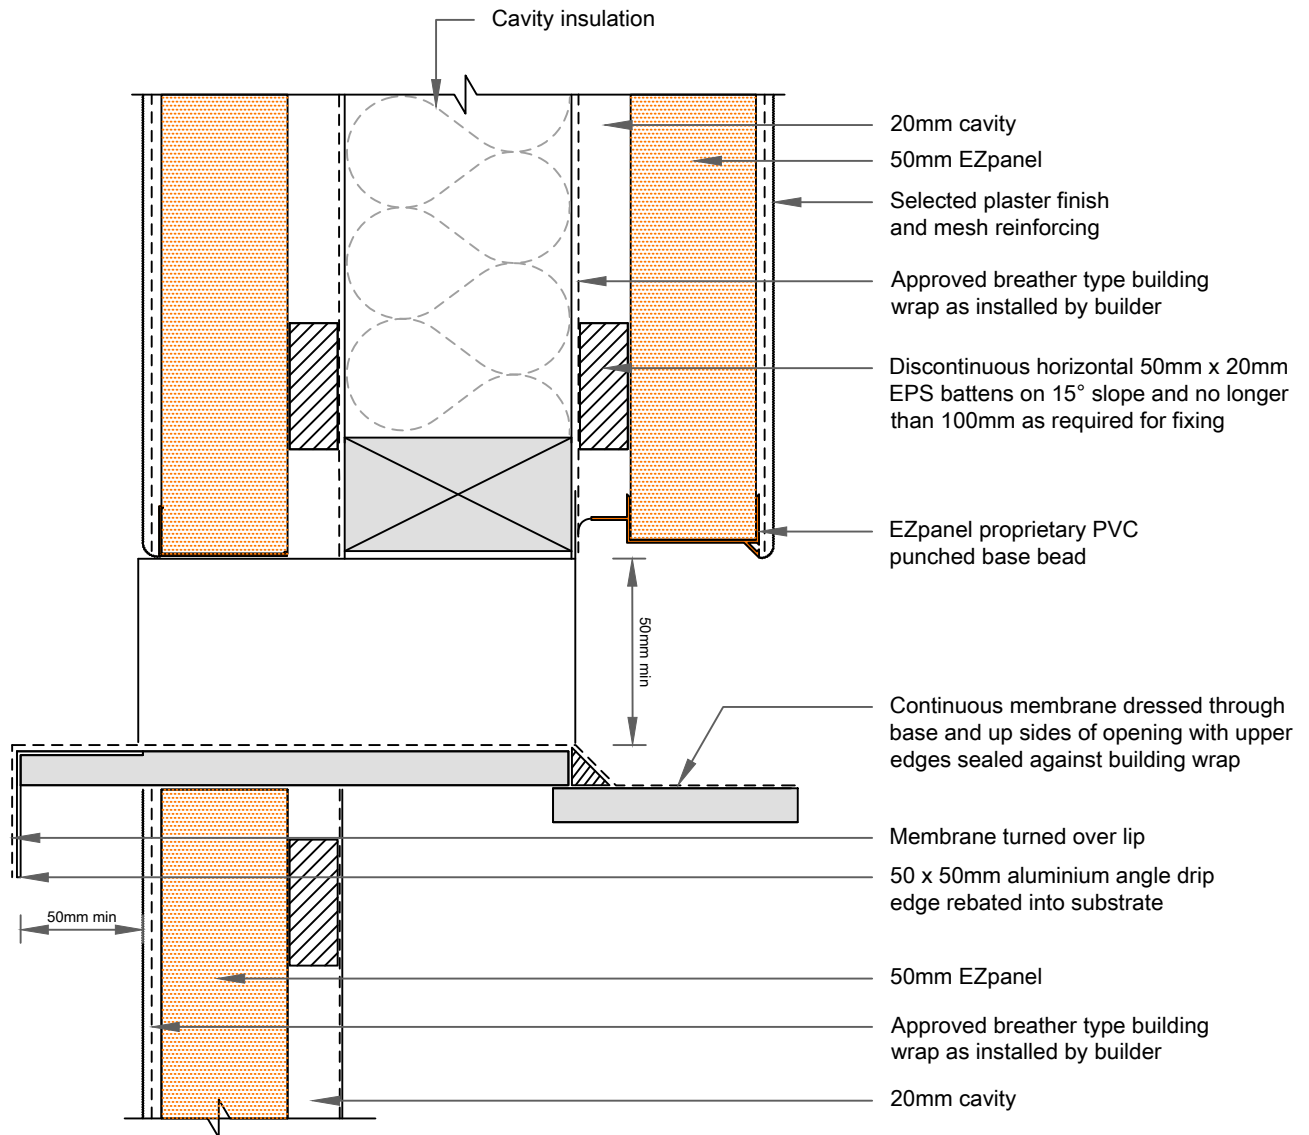 Cavity insulation
20mm cavity
50mm EZpanel
Selected plaster finish
and mesh reinforcing
Approved breather type building
wrap as installed by builder
Discontinuous horizontal 50mm x 20mm
EPS battens on 15° slope and no longer
than 100mm as required for fixing
EZpanel proprietary PVC
punched base bead
50mm min
Continuous membrane dressed through
base and up sides of opening with upper
edges sealed against building wrap
Membrane turned over lip
50 x 50mm aluminium angle drip
edge rebated into substrate
50mm min
50mm EZpanel
Approved breather type building
wrap as installed by builder
20mm cavity